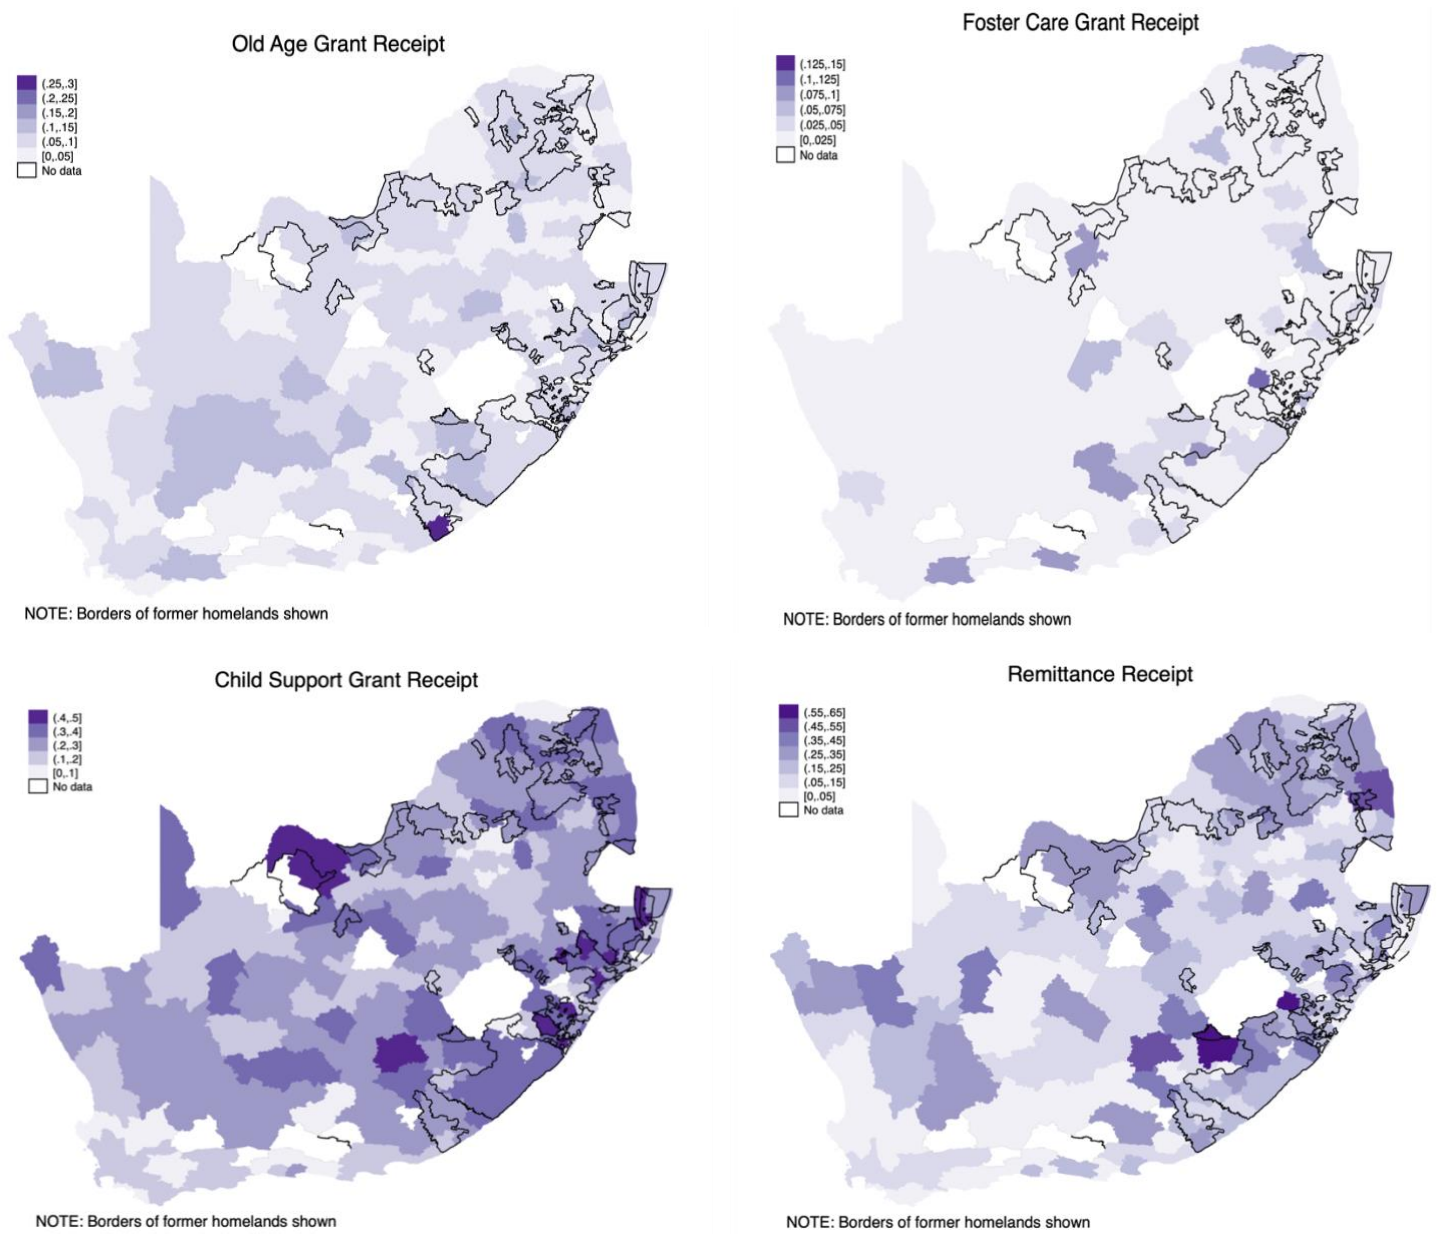 Old Age Grant Receipt
(.25,.3]
(.2,.25]
(.15,.2]
(.1,.15]
(.05,.1]
[0,.05]
No data
NOTE: Borders of former homelands shown
Foster Care Grant Receipt
(.125,.15]
(.1,.125]
(.075,.1]
(.05,.075]
(.025,.05]
[0,.025]
No data
NOTE: Borders of former homelands shown
Child Support Grant Receipt
(.4,.5]
(.3,.4]
(.2,.3]
(.1,.2]
[0,.1]
No data
NOTE: Borders of former homelands shown
Remittance Receipt
(.55,.65]
(.45,.55]
(.35,.45]
(.25,.35]
(.15,.25]
(.05,.15]
[0,.05]
No data
NOTE: Borders of former homelands shown